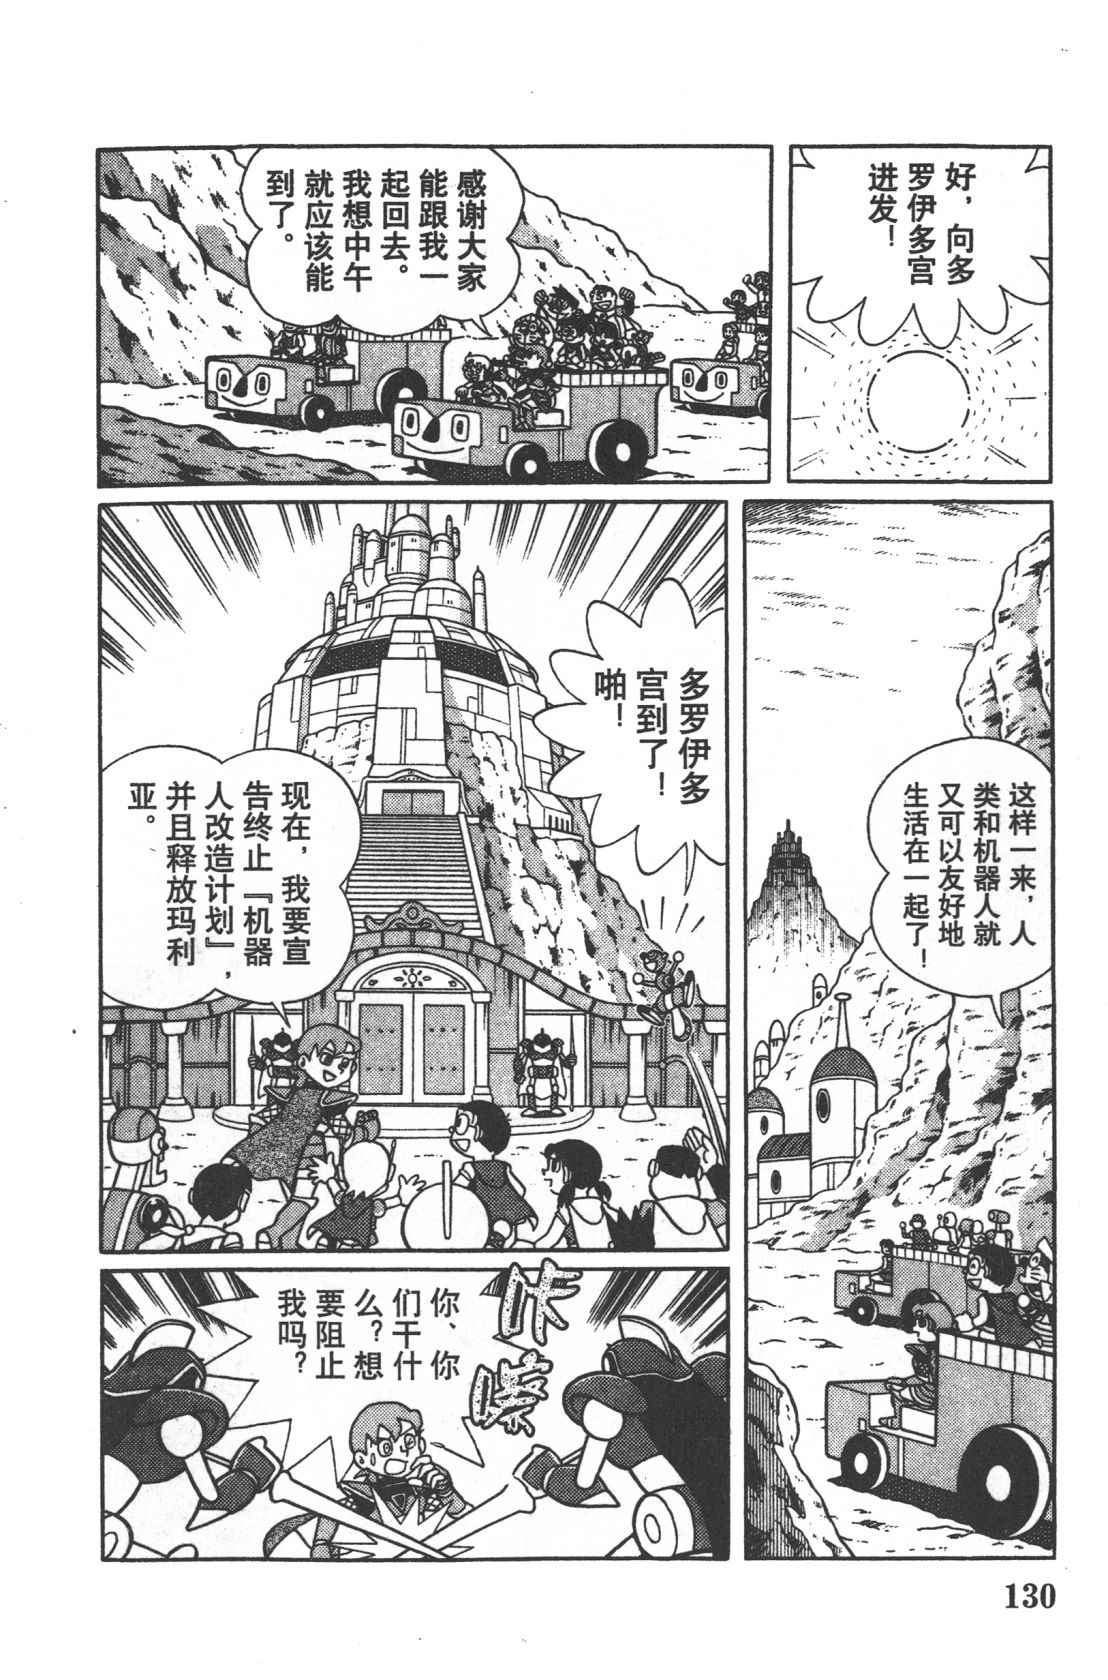 好，向多
罗伊多宫
进发！
感谢大家
能跟我一
起回去。
我想中午
就应该能
到了。
这样一来，人
类和机器人就
又可以友好地
生活在一起了！
多罗伊多
宫到了！
啪！
现在，我要宣
告终止『机器
人改造计划』，
并且释放玛利
亚。
咔
嚓
你、你
们干什
么？想
要阻止
我吗？
130